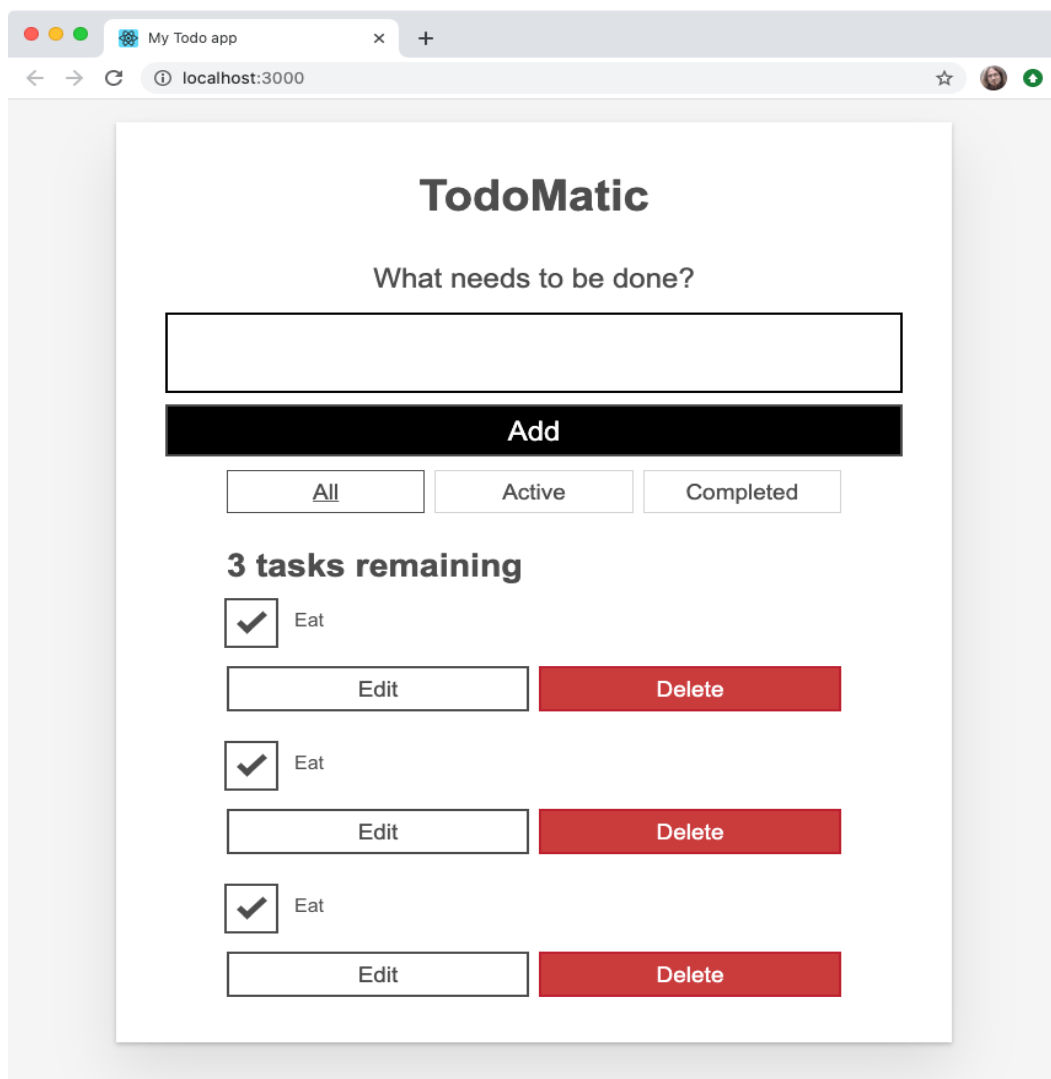 My Todo app
localhost:3000
TodoMatic
What needs to be done?
Add
All Active Completed
3 tasks remaining
Eat
Edit Delete
Eat
Edit Delete
Eat
Edit Delete